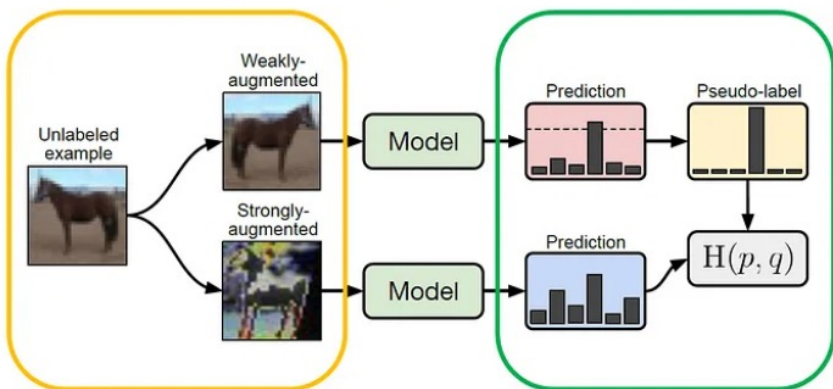 Unlabeled
example
Weakly-
augmented
Strongly-
augmented
Model
Model
Prediction
Pseudo-label
Prediction
H(p, q)